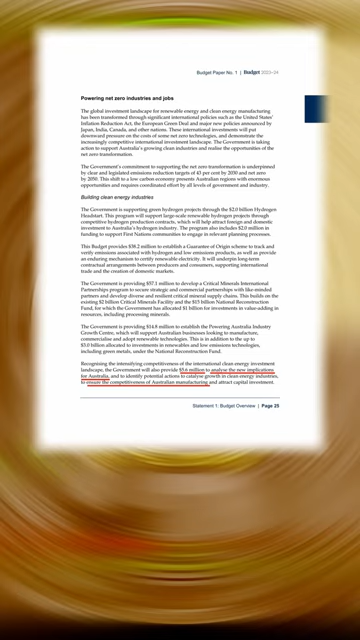 Budget Paper No. 1 | Budget 2023–24
Powering net zero industries and jobs
The global investment landscape for renewable energy and clean energy manufacturing
has been transformed through significant international policies such as the United States'
Inflation Reduction Act, the European Green Deal and major new policies announced by
Japan, India, Canada, and other nations. These international investments will put
downward pressure on the costs of some net zero technologies, and demonstrate the
increasingly competitive international investment landscape. The Government is taking
action to support Australia's growing clean industries and realise the opportunities of the
net zero transformation.
The Government's commitment to supporting the net zero transformation is underpinned
by clear and legislated emissions reduction targets of 43 per cent by 2030 and net zero
by 2050. This shift to a low carbon economy presents Australian regions with enormous
opportunities and requires coordinated effort by all levels of government and industry.
Building clean energy industries
The Government is supporting green hydrogen projects through the $2.0 billion Hydrogen
Headstart. This program will support large-scale renewable hydrogen projects through
competitive hydrogen production contracts, which will help attract foreign and domestic
investment to Australia's hydrogen industry. The program also includes $2.0 million in
funding to support First Nations communities to engage in relevant planning processes.
This Budget provides $38.2 million to establish a Guarantee of Origin scheme to track and
verify emissions associated with hydrogen and low emissions products, as well as provide
an enduring mechanism to certify renewable electricity. It will underpin long-term
contractual arrangements between producers and consumers, supporting international
trade and the creation of domestic markets.
The Government is providing $57.1 million to develop a Critical Minerals International
Partnerships program to secure strategic and commercial partnerships with like-minded
partners and develop diverse and resilient critical mineral supply chains. This builds on the
existing $2 billion Critical Minerals Facility and the $15 billion National Reconstruction
Fund, for which the Government has allocated $1 billion for investments in value-adding in
resources, including processing minerals.
The Government is providing $14.8 million to establish the Powering Australia Industry
Growth Centre, which will support Australian businesses looking to manufacture,
commercialise and adopt renewable technologies. This is in addition to the up to
$3.0 billion allocated to investments in renewables and low emissions technologies,
including green metals, under the National Reconstruction Fund.
Recognising the intensifying competitiveness of the international clean energy investment
landscape, the Government will also provide $5.6 million to analyse the new implications
for Australia, and to identify potential actions to catalyse growth in clean energy industries,
to ensure the competitiveness of Australian manufacturing and attract capital investment.
Statement 1: Budget Overview | Page 25